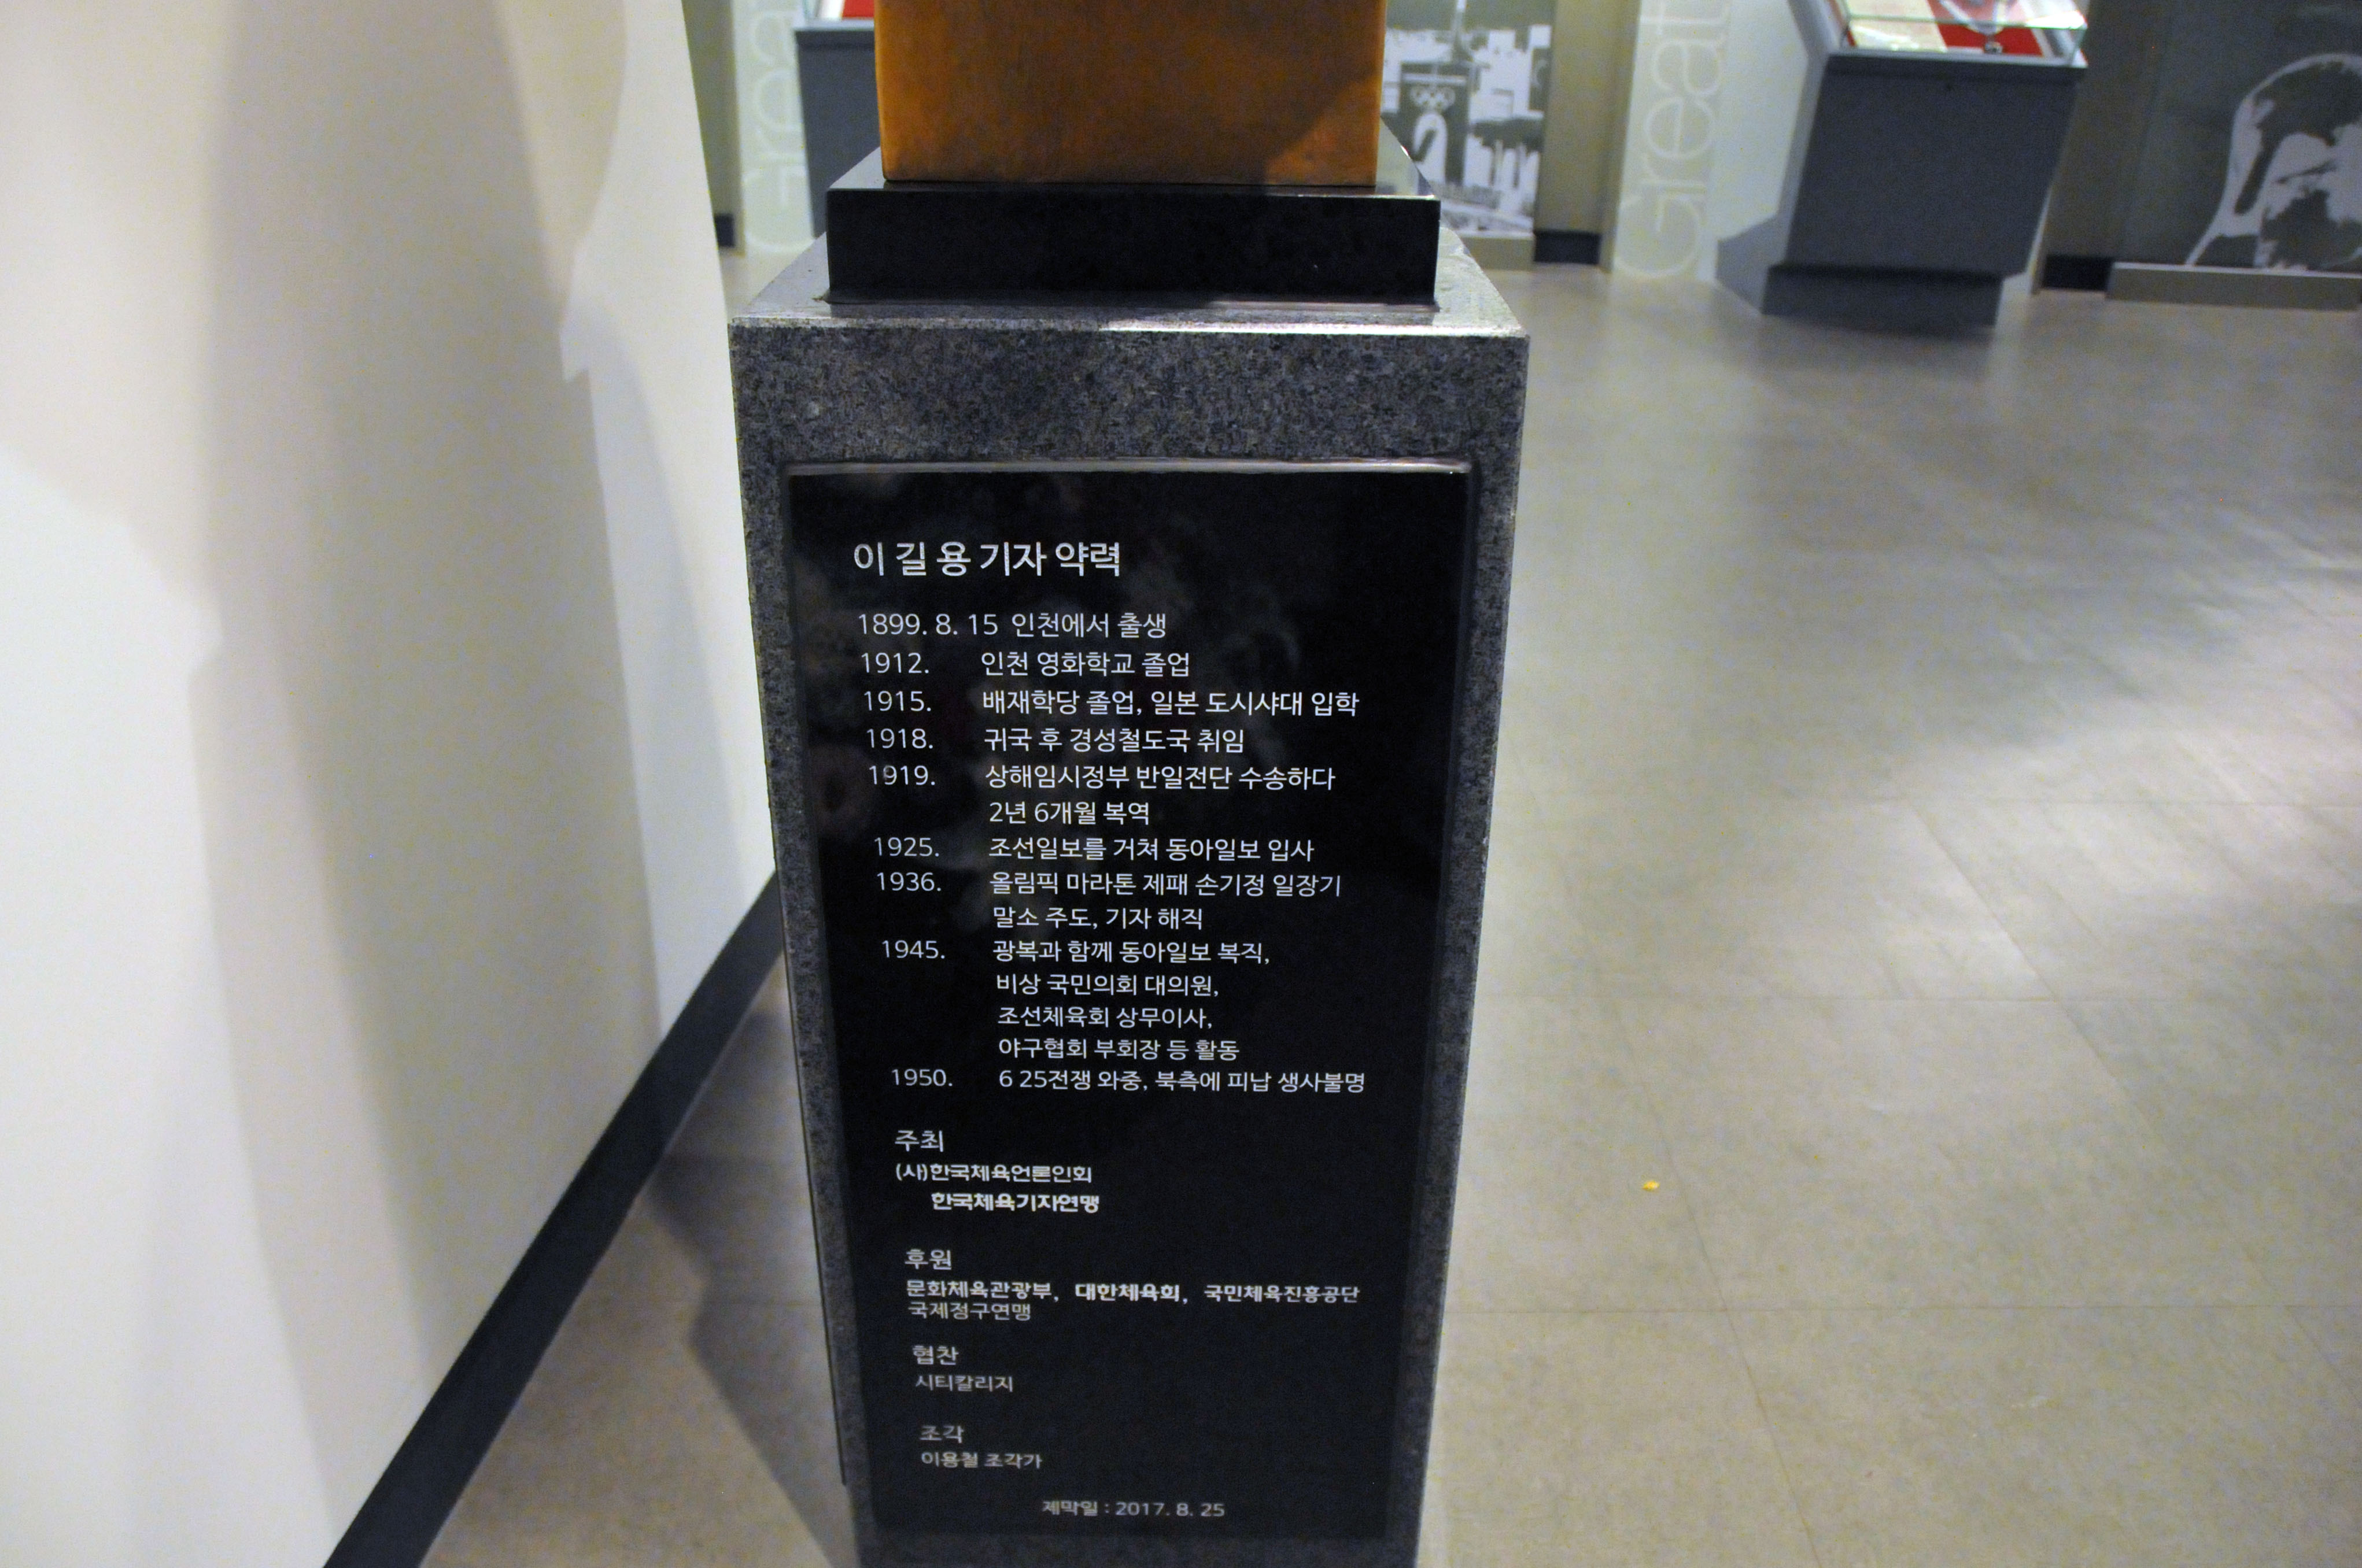 Great
Great
이 길 용 기자 약력
1899. 8. 15 인천에서 출생
1912. 인천 영화학교 졸업
1915. 배재학당 졸업, 일본 도시샤대 입학
1918. 귀국 후 경성철도국 취임
1919. 상해임시정부 반일전단 수송하다
2년 6개월 복역
1925. 조선일보를 거쳐 동아일보 입사
1936. 올림픽 마라톤 제패 손기정 일장기
말소 주도, 기자 해직
1945. 광복과 함께 동아일보 복직,
비상 국민의회 대의원,
조선체육회 상무이사,
야구협회 부회장 등 활동
1950. 6 25전쟁 와중, 북측에 피납 생사불명
주최
(사)한국체육언론인회
한국체육기자연맹
후원
문화체육관광부, 대한체육회, 국민체육진흥공단
국제정구연맹
협찬
시티칼리지
조각
이용철 조각가
제막일 : 2017. 8. 25